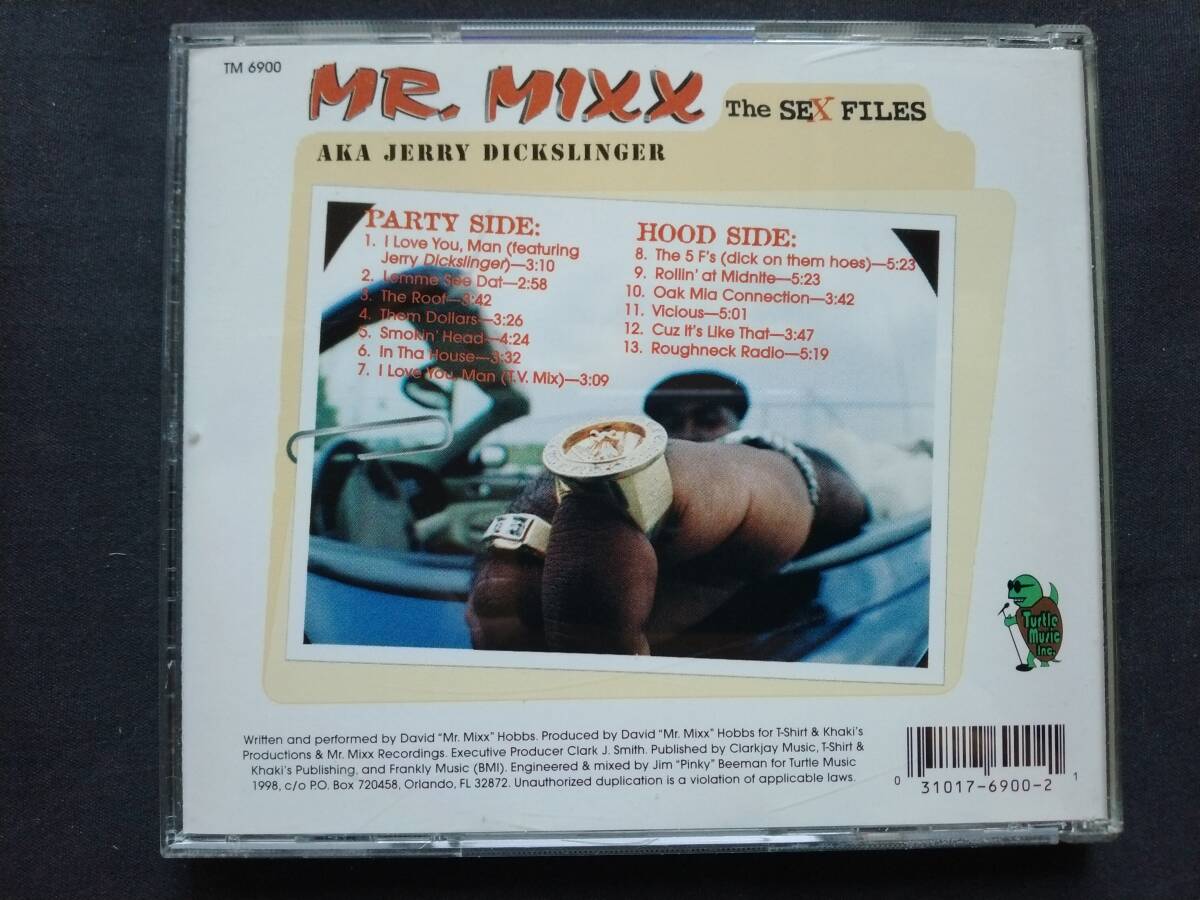 TM 6900
MR. MIXX
The SEX FILES
AKA JERRY DICKSLINGER
PARTY SIDE:
1. I Love You, Man (featuring
Jerry Dickslinger)—3:10
2. Lemme See Dat—2:58
3. The Roof—3:42
4. Them Dollars—3:26
5. Smokin' Head—4:24
6. In Tha House—3:32
7. I Love You, Man (T.V. Mix)—3:09
HOOD SIDE:
8. The 5 F's (dick on them hoes)—5:23
9. Rollin' at Midnite—5:23
10. Oak Mia Connection—3:42
11. Vicious—5:01
12. Cuz It's Like That—3:47
13. Roughneck Radio—5:19
Turtle
Music
Inc.
Written and performed by David "Mr. Mixx" Hobbs. Produced by David "Mr. Mixx" Hobbs for T-Shirt & Khaki's
Productions & Mr. Mixx Recordings. Executive Producer Clark J. Smith. Published by Clarkjay Music, T-Shirt &
Khaki's Publishing, and Frankly Music (BMI). Engineered & mixed by Jim "Pinky" Beeman for Turtle Music
1998, c/o P.O. Box 720458, Orlando, FL 32872. Unauthorized duplication is a violation of applicable laws.
0 31017-6900-2 1